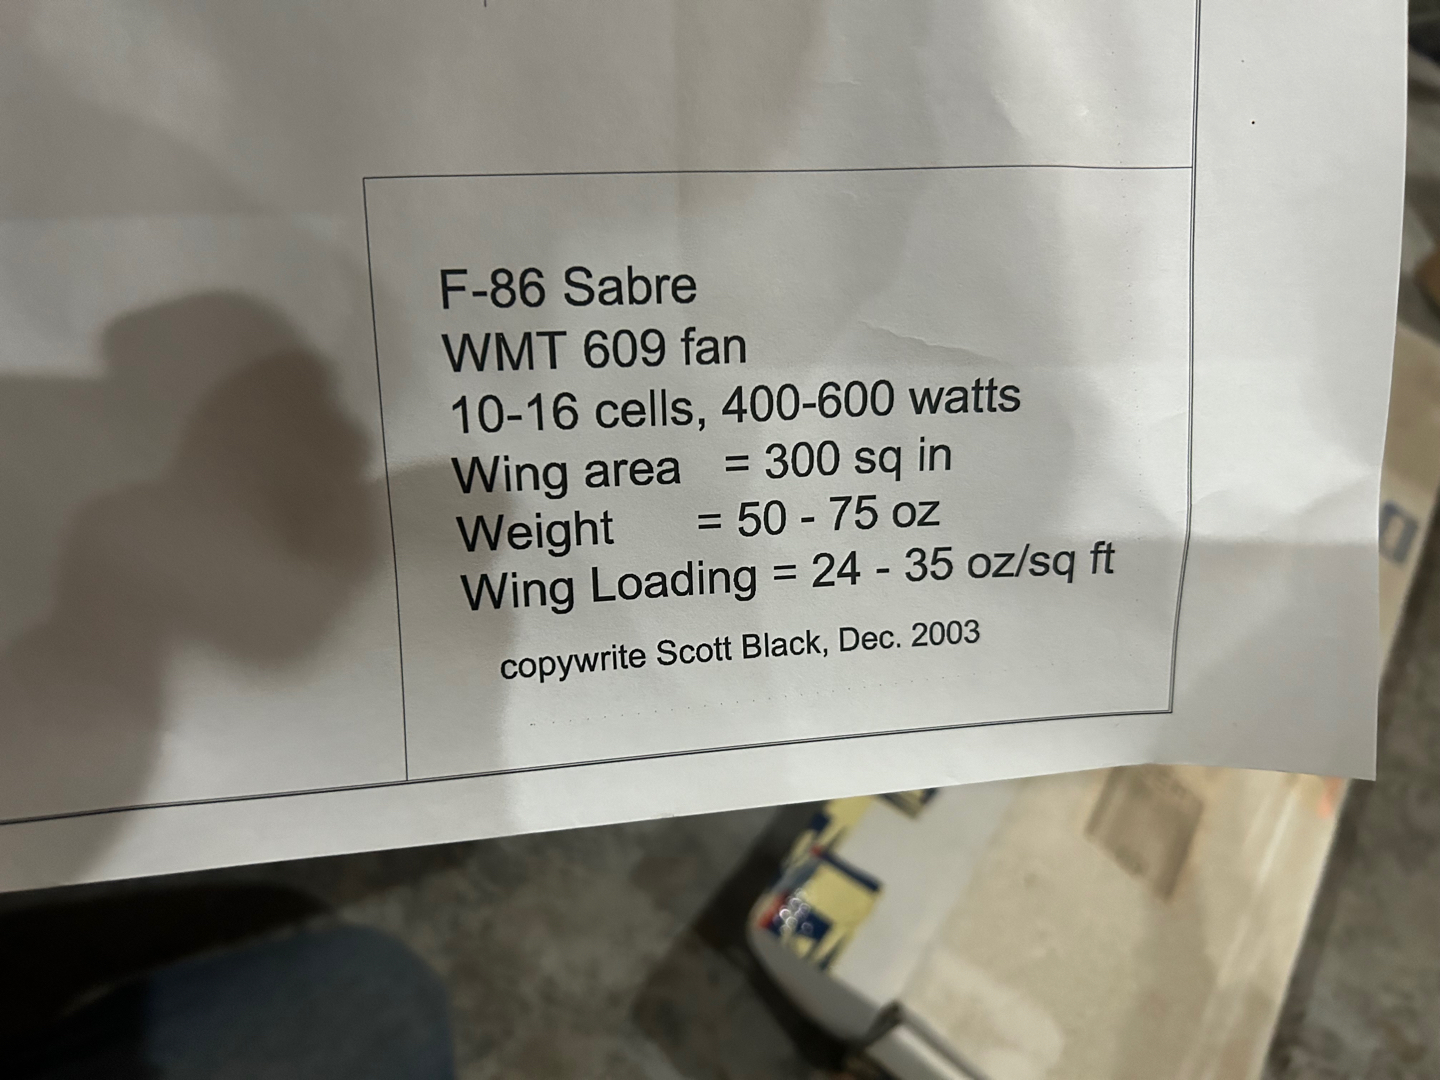 F-86 Sabre
WMT 609 fan
10-16 cells, 400-600 watts
Wing area = 300 sq in
Weight = 50 - 75 oz
Wing Loading = 24 - 35 oz/sq ft
copywrite Scott Black, Dec. 2003